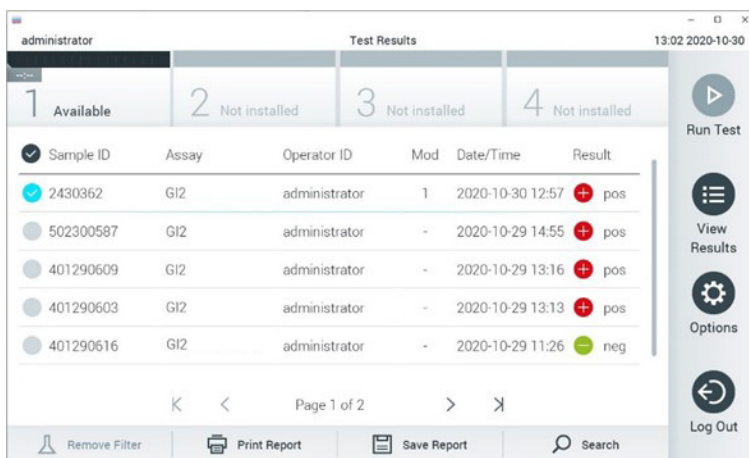 administrator Test Results 13:02 2020-10-30
--:--
1 Available 2 Not installed 3 Not installed 4 Not installed
Run Test
Sample ID Assay Operator ID Mod Date/Time Result
2430362 GI2 administrator 1 2020-10-30 12:57 pos
502300587 GI2 administrator - 2020-10-29 14:55 pos
View
Results
401290609 GI2 administrator - 2020-10-29 13:16 pos
401290603 GI2 administrator - 2020-10-29 13:13 pos
Options
401290616 GI2 administrator - 2020-10-29 11:26 neg
Page 1 of 2
Log Out
Remove Filter Print Report Save Report Search